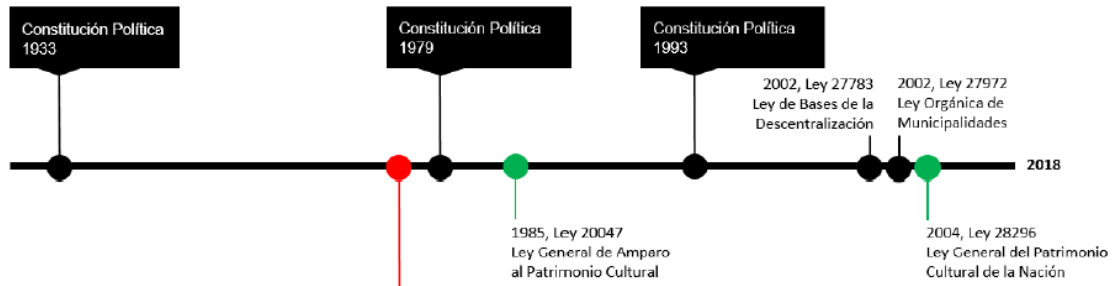 Constitución Política
1933
Constitución Política
1979
Constitución Política
1993
2002, Ley 27783
Ley de Bases de la
Descentralización
2002, Ley 27972
Ley Orgánica de
Municipalidades
2018
1985, Ley 20047
Ley General de Amparo
al Patrimonio Cultural
2004, Ley 28296
Ley General del Patrimonio
Cultural de la Nación